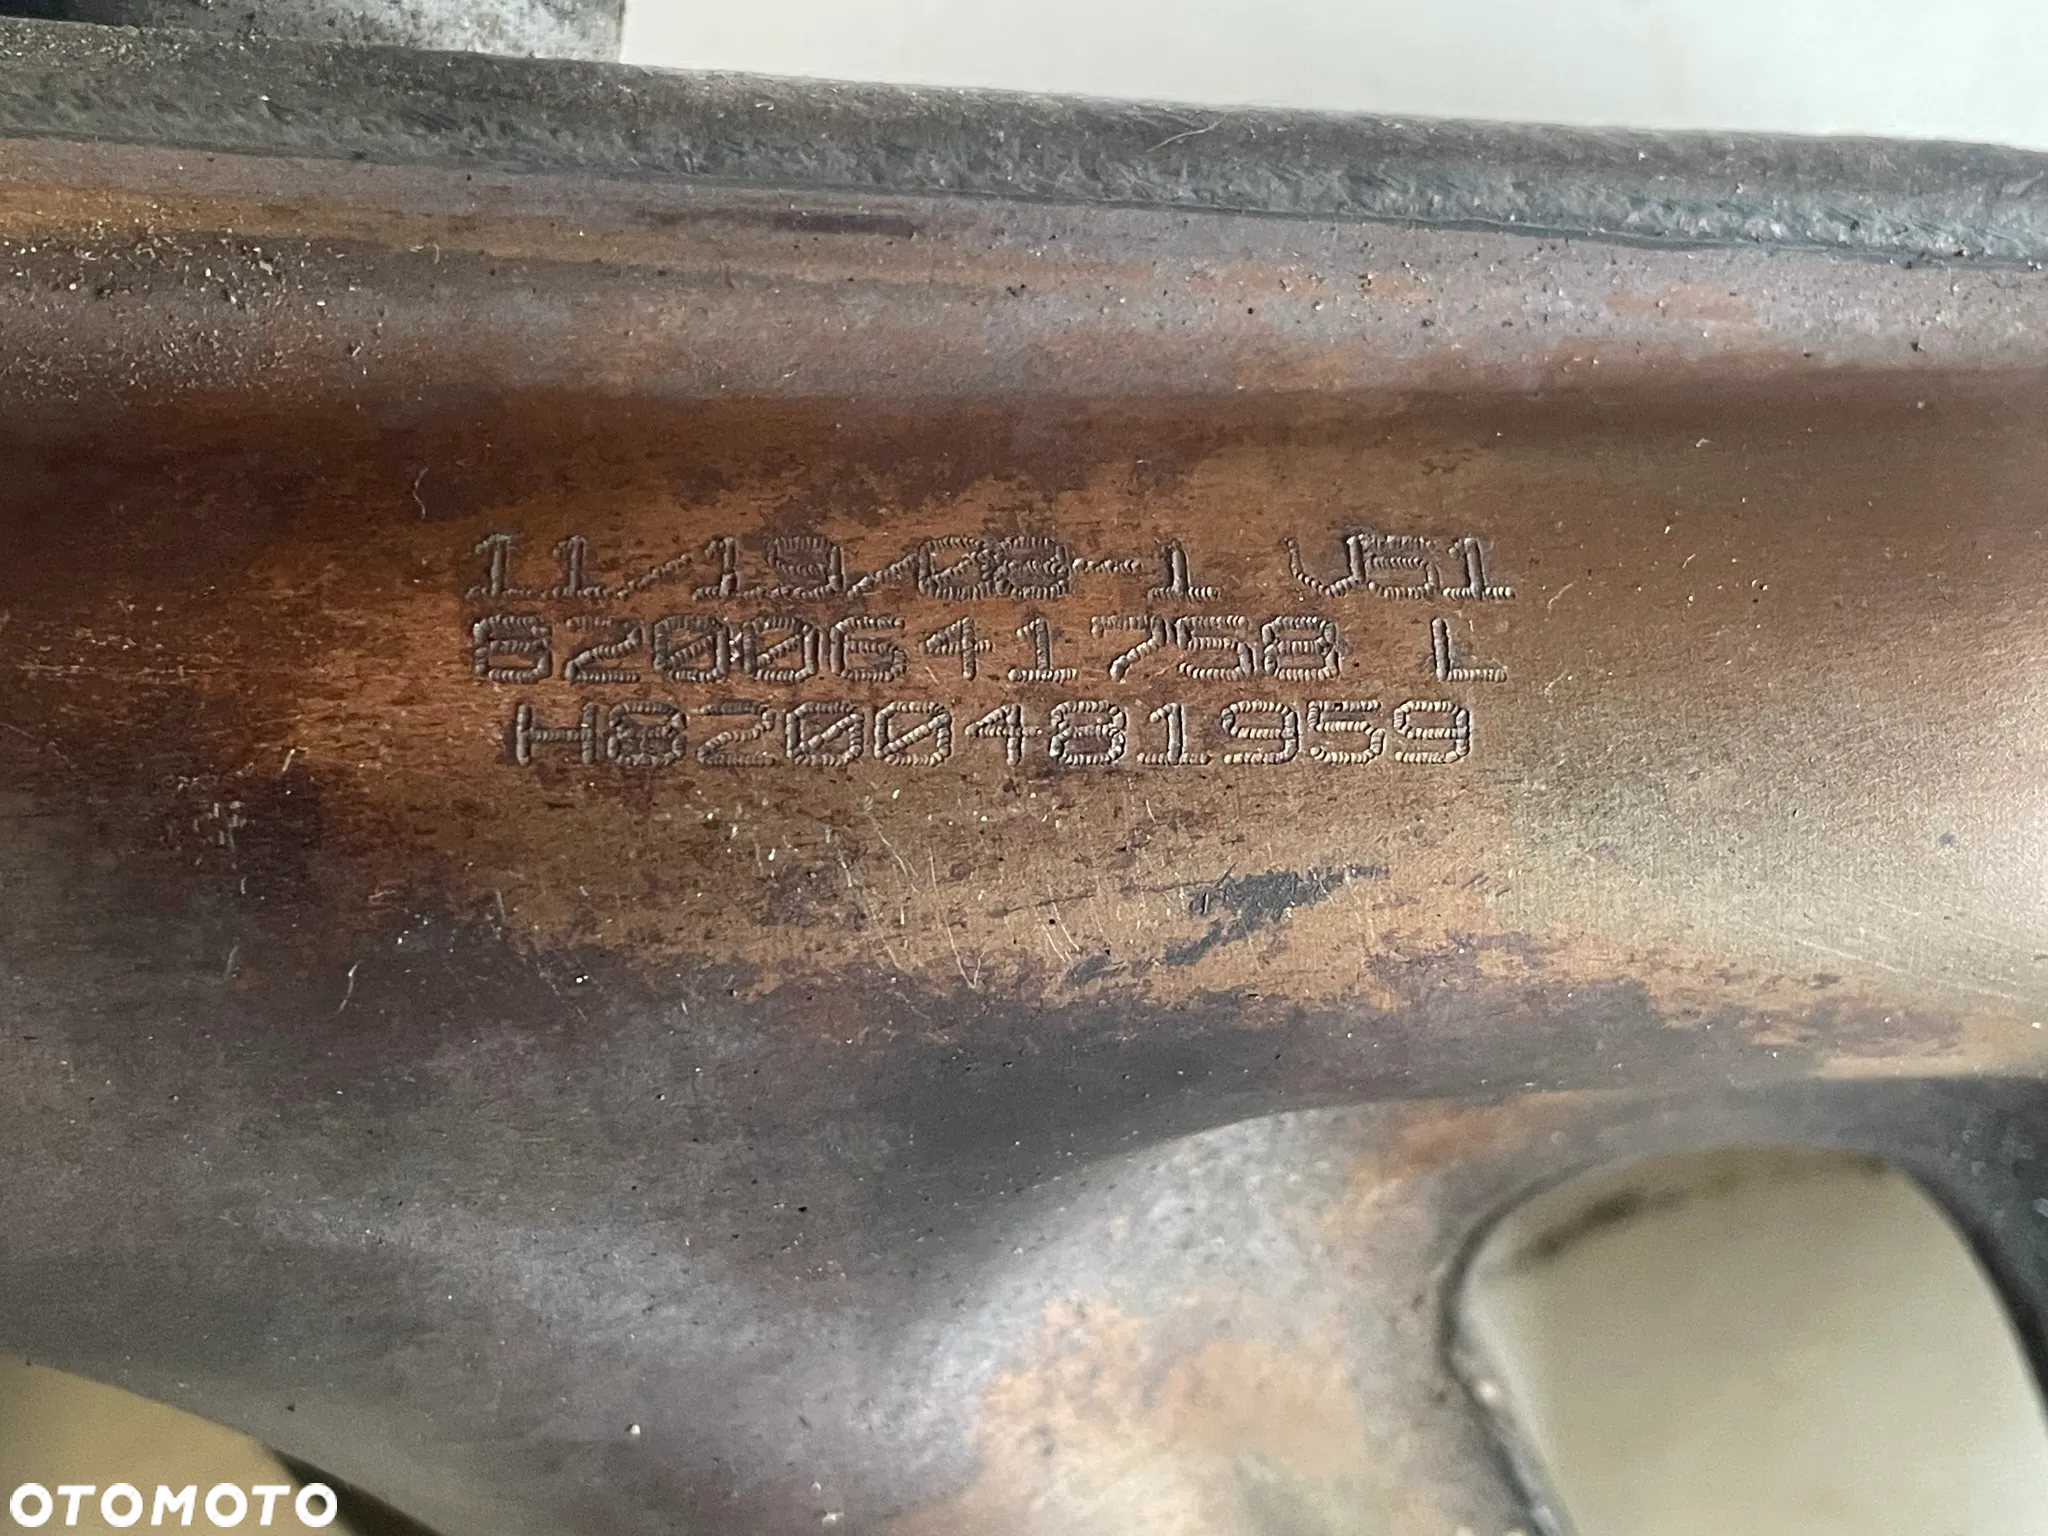 11/19/08-1 V51
8200641758 L
H8200481959
OTOMOTO